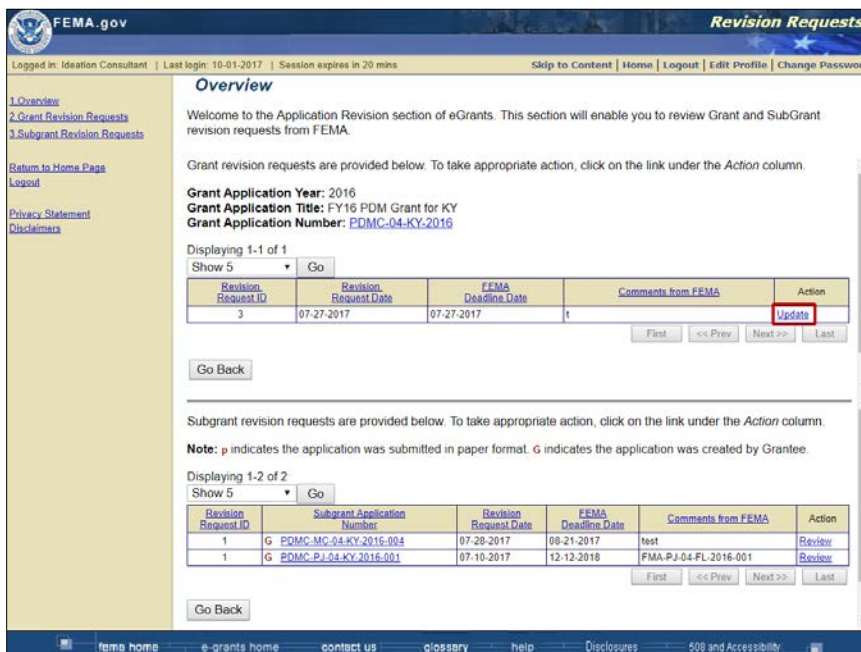 FEMA.gov
Revision Requests
Logged in: Ideation Consultant | Last login: 10-01-2017 | Session expires in 20 mins
Skip to Content | Home | Logout | Edit Profile | Change Passwor
1.Overview
2.Grant Revision Requests
3.Subgrant Revision Requests
Return to Home Page
Logout
Privacy Statement
Disclaimers
Overview
Welcome to the Application Revision section of eGrants. This section will enable you to review Grant and SubGrant
revision requests from FEMA.
Grant revision requests are provided below. To take appropriate action, click on the link under the Action column.
Grant Application Year: 2016
Grant Application Title: FY16 PDM Grant for KY
Grant Application Number: PDMC-04-KY-2016
Displaying 1-1 of 1
Show 5 Go
Revision Request ID Revision Request Date FEMA Deadline Date Comments from FEMA Action
3 07-27-2017 07-27-2017 t Update
First << Prev Next >> Last
Go Back
Subgrant revision requests are provided below. To take appropriate action, click on the link under the Action column.
Note: p indicates the application was submitted in paper format. G indicates the application was created by Grantee.
Displaying 1-2 of 2
Show 5 Go
Revision Request ID Subgrant Application Number Revision Request Date FEMA Deadline Date Comments from FEMA Action
1 G PDMC-MC-04-KY-2016-004 07-28-2017 08-21-2017 test Review
1 G PDMC-PJ-04-KY-2016-001 07-10-2017 12-12-2018 FMA-PJ-04-FL-2016-001 Review
First << Prev Next >> Last
Go Back
fema home e-grants home contact us glossary help Disclosures 508 and Accessibility